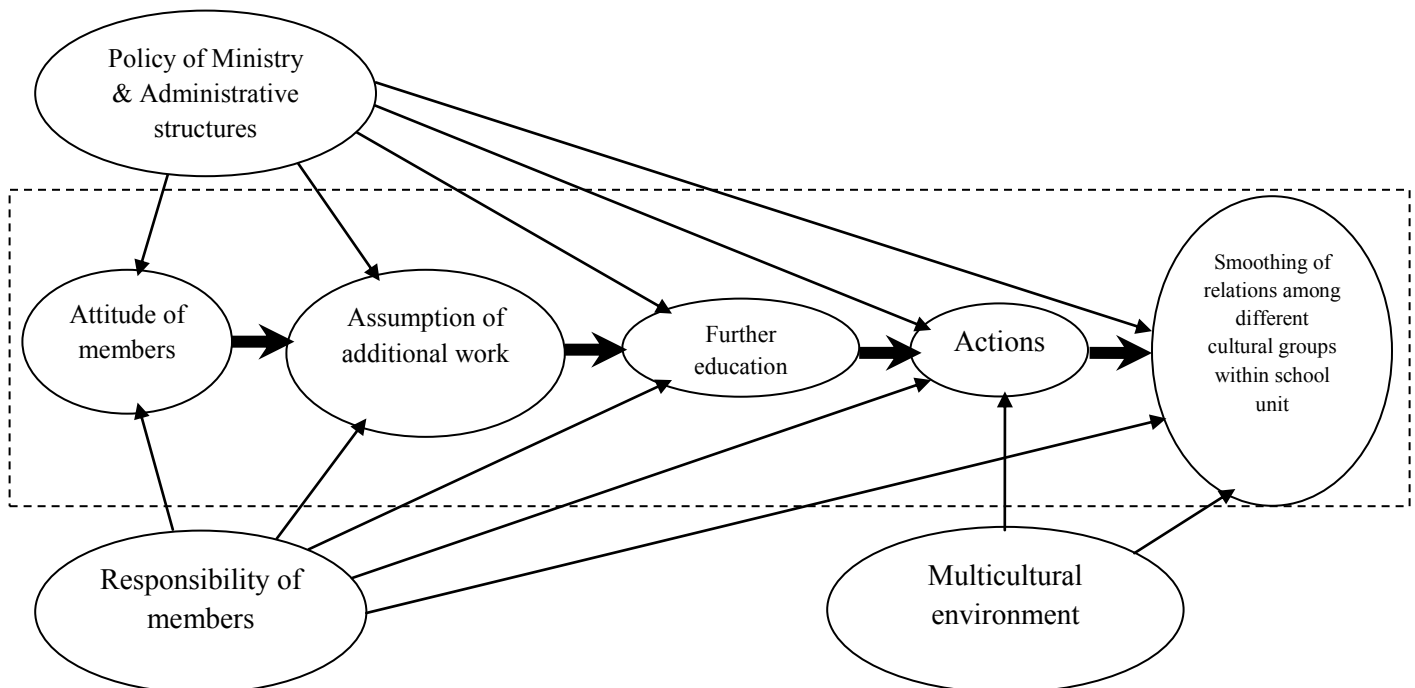 Policy of Ministry
& Administrative
structures
Attitude of
members
Assumption of
additional work
Further
education
Actions
Smoothing of
relations among
different
cultural groups
within school
unit
Responsibility of
members
Multicultural
environment